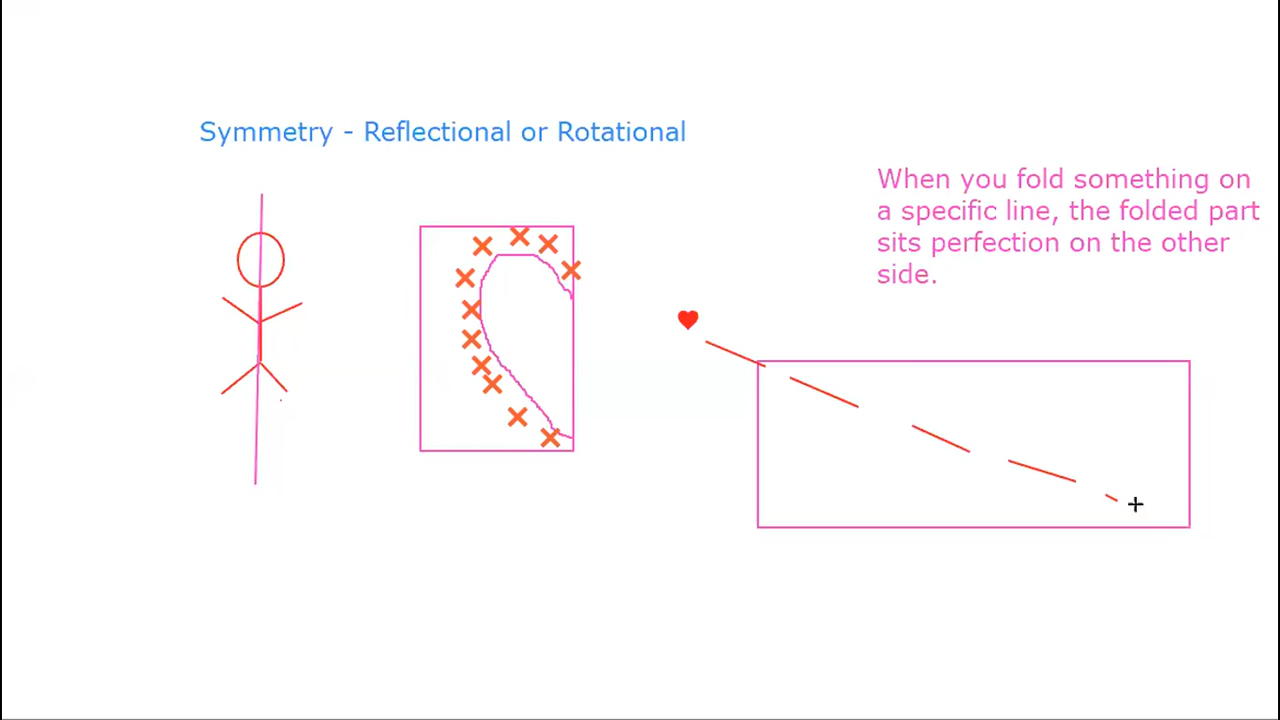 Symmetry - Reflectional or Rotational
When you fold something on
a specific line, the folded part
sits perfection on the other
side.